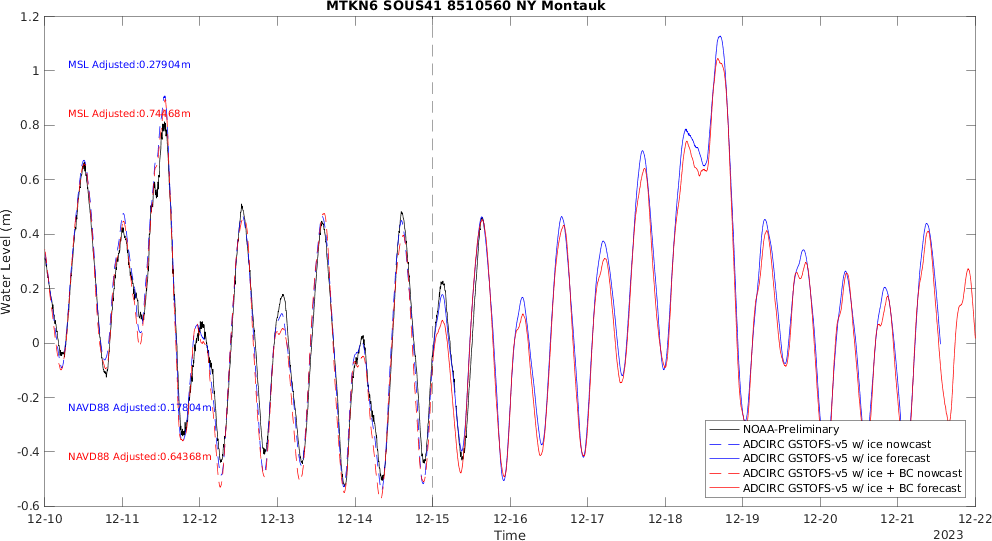 MTKN6 SOUS41 8510560 NY Montauk
1.2
1
0.8
0.6
0.4
0.2
0
-0.2
-0.4
-0.6
Water Level (m)
MSL Adjusted:0.27904m
MSL Adjusted:0.74468m
NAVD88 Adjusted:0.17804m
NAVD88 Adjusted:0.64368m
NOAA-Preliminary
ADCIRC GSTOFS-v5 w/ ice nowcast
ADCIRC GSTOFS-v5 w/ ice forecast
ADCIRC GSTOFS-v5 w/ ice + BC nowcast
ADCIRC GSTOFS-v5 w/ ice + BC forecast
12-10 12-11 12-12 12-13 12-14 12-15 12-16 12-17 12-18 12-19 12-20 12-21 12-22
Time
2023